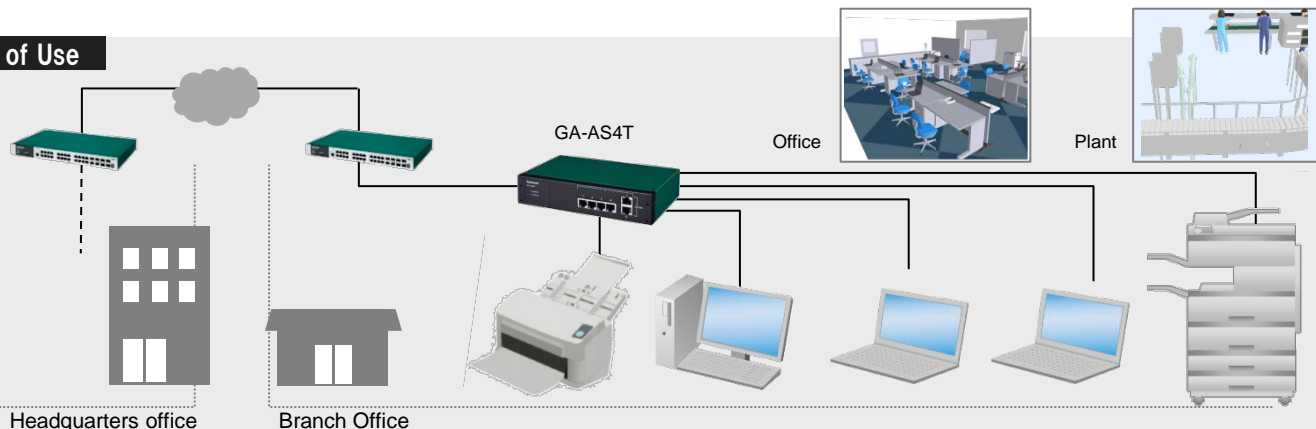 of Use
GA-AS4T
Office
Plant
Headquarters office
Branch Office